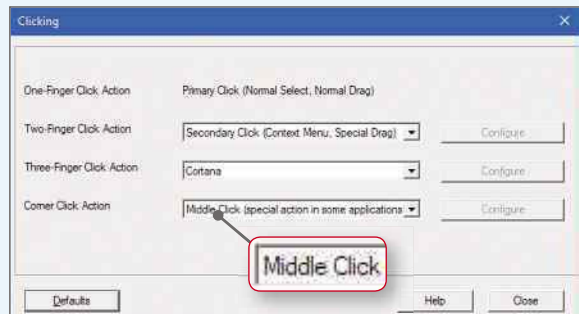 Clicking
One-Finger Click Action Primary Click (Normal Select, Normal Drag)
Two-Finger Click Action Secondary Click (Context Menu, Special Drag) Configure
Three-Finger Click Action Cortana Configure
Corner Click Action Middle Click (special action in some applications Configure
Middle Click
Defaults Help Close